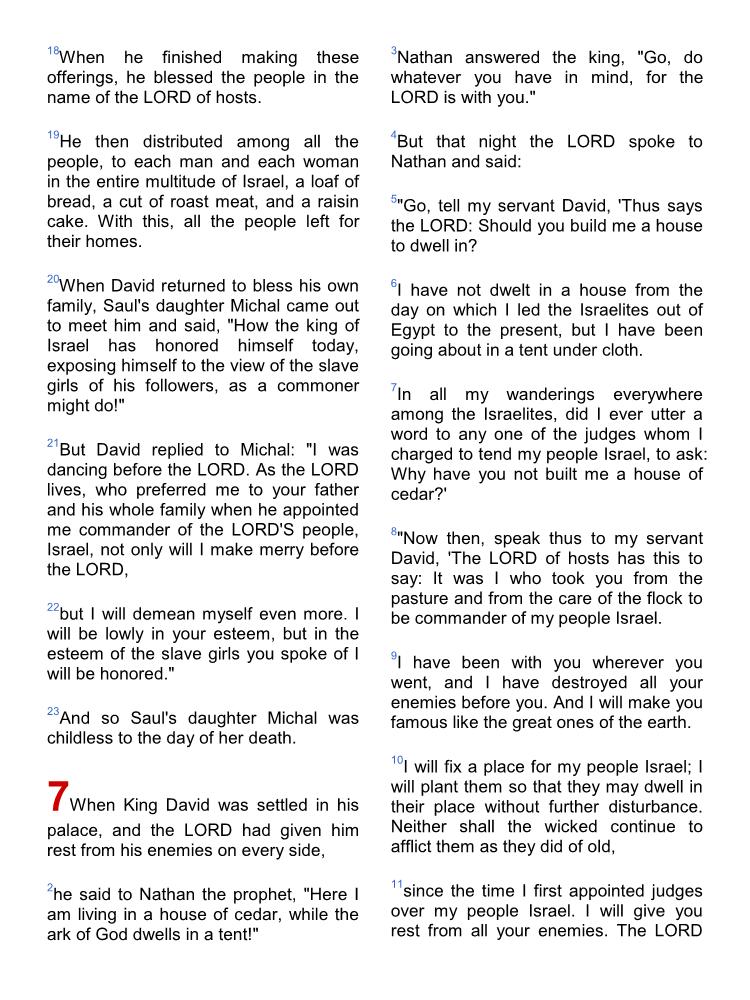 18When he finished making these
offerings, he blessed the people in the
name of the LORD of hosts.
19He then distributed among all the
people, to each man and each woman
in the entire multitude of Israel, a loaf of
bread, a cut of roast meat, and a raisin
cake. With this, all the people left for
their homes.
20When David returned to bless his own
family, Saul's daughter Michal came out
to meet him and said, "How the king of
Israel has honored himself today,
exposing himself to the view of the slave
girls of his followers, as a commoner
might do!"
21But David replied to Michal: "I was
dancing before the LORD. As the LORD
lives, who preferred me to your father
and his whole family when he appointed
me commander of the LORD'S people,
Israel, not only will I make merry before
the LORD,
22but I will demean myself even more. I
will be lowly in your esteem, but in the
esteem of the slave girls you spoke of I
will be honored."
23And so Saul's daughter Michal was
childless to the day of her death.
7When King David was settled in his
palace, and the LORD had given him
rest from his enemies on every side,
2he said to Nathan the prophet, "Here I
am living in a house of cedar, while the
ark of God dwells in a tent!"
3Nathan answered the king, "Go, do
whatever you have in mind, for the
LORD is with you."
4But that night the LORD spoke to
Nathan and said:
5"Go, tell my servant David, 'Thus says
the LORD: Should you build me a house
to dwell in?
6I have not dwelt in a house from the
day on which I led the Israelites out of
Egypt to the present, but I have been
going about in a tent under cloth.
7In all my wanderings everywhere
among the Israelites, did I ever utter a
word to any one of the judges whom I
charged to tend my people Israel, to ask:
Why have you not built me a house of
cedar?'
8"Now then, speak thus to my servant
David, 'The LORD of hosts has this to
say: It was I who took you from the
pasture and from the care of the flock to
be commander of my people Israel.
9I have been with you wherever you
went, and I have destroyed all your
enemies before you. And I will make you
famous like the great ones of the earth.
10I will fix a place for my people Israel; I
will plant them so that they may dwell in
their place without further disturbance.
Neither shall the wicked continue to
afflict them as they did of old,
11since the time I first appointed judges
over my people Israel. I will give you
rest from all your enemies. The LORD